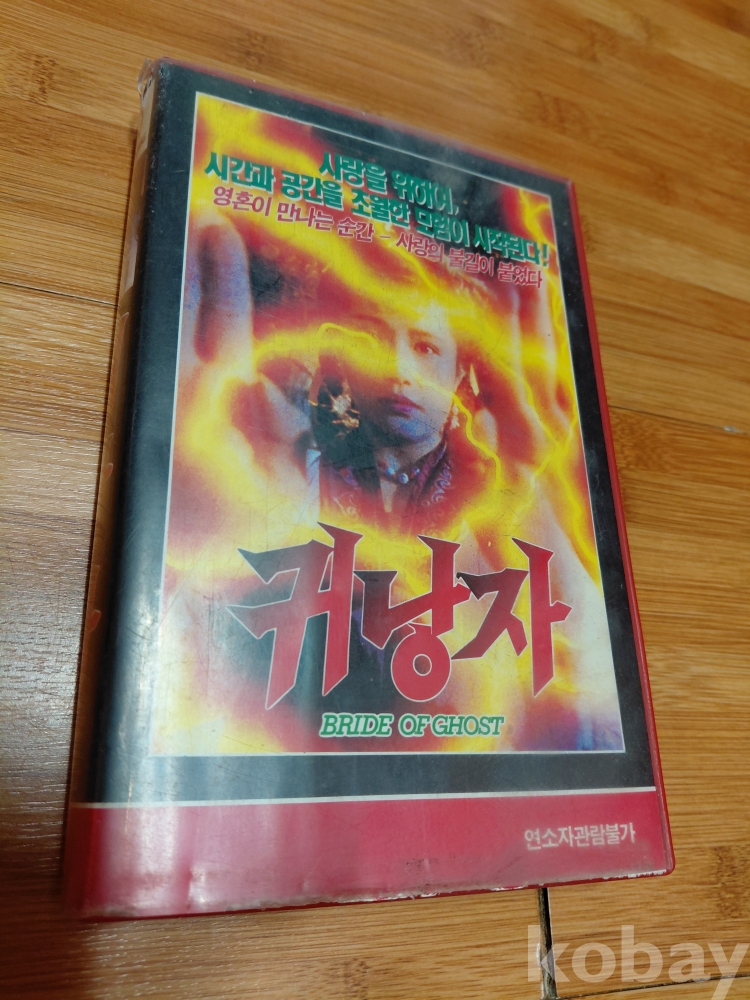 사랑을 위하여,
시간과 공간을 초월한 모험이 시작된다!
영혼이 만나는 순간 - 사랑의 불길이 붙었다
귀낭자
BRIDE OF GHOST
연소자관람불가
kobay